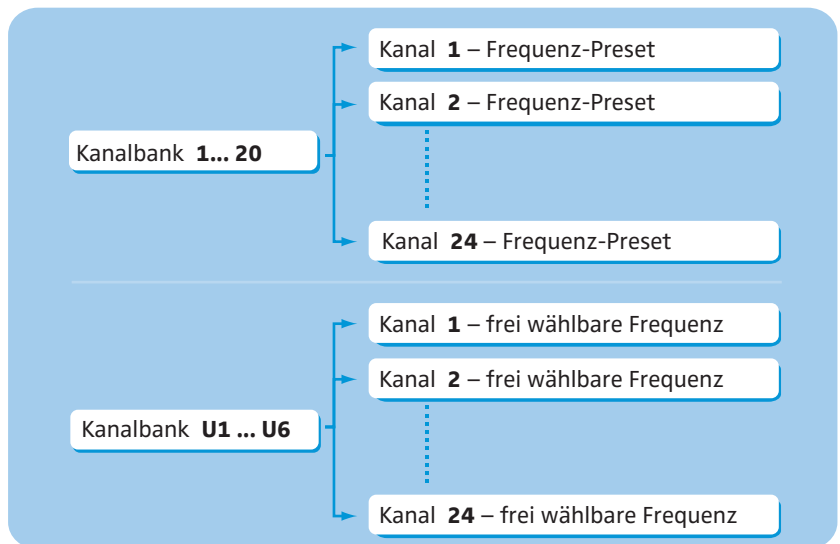 Kanal 1 – Frequenz-Preset
Kanal 2 – Frequenz-Preset
Kanalbank 1... 20
Kanal 24 – Frequenz-Preset
Kanal 1 – frei wählbare Frequenz
Kanal 2 – frei wählbare Frequenz
Kanalbank U1 ... U6
Kanal 24 – frei wählbare Frequenz